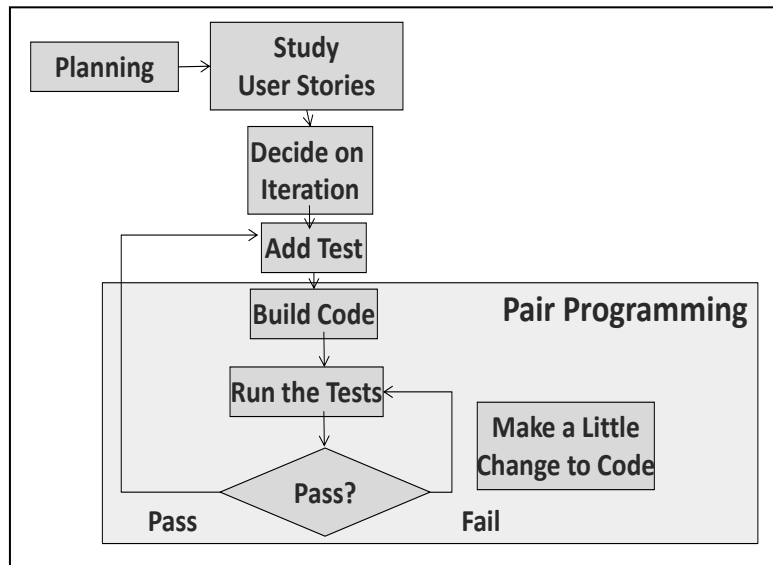 Planning
Study
User Stories
Decide on
Iteration
Add Test
Build Code
Pair Programming
Run the Tests
Make a Little
Change to Code
Pass?
Pass
Fail